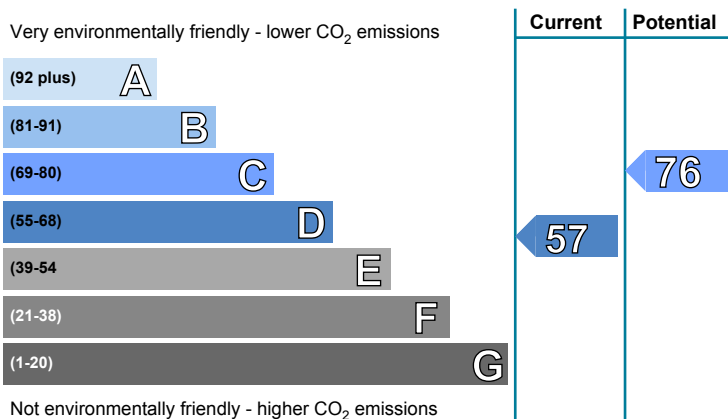 Current Potential
Very environmentally friendly - lower CO2 emissions
(92 plus) A
(81-91) B
(69-80) C
76
(55-68) D
57
(39-54 E
(21-38) F
(1-20) G
Not environmentally friendly - higher CO2 emissions